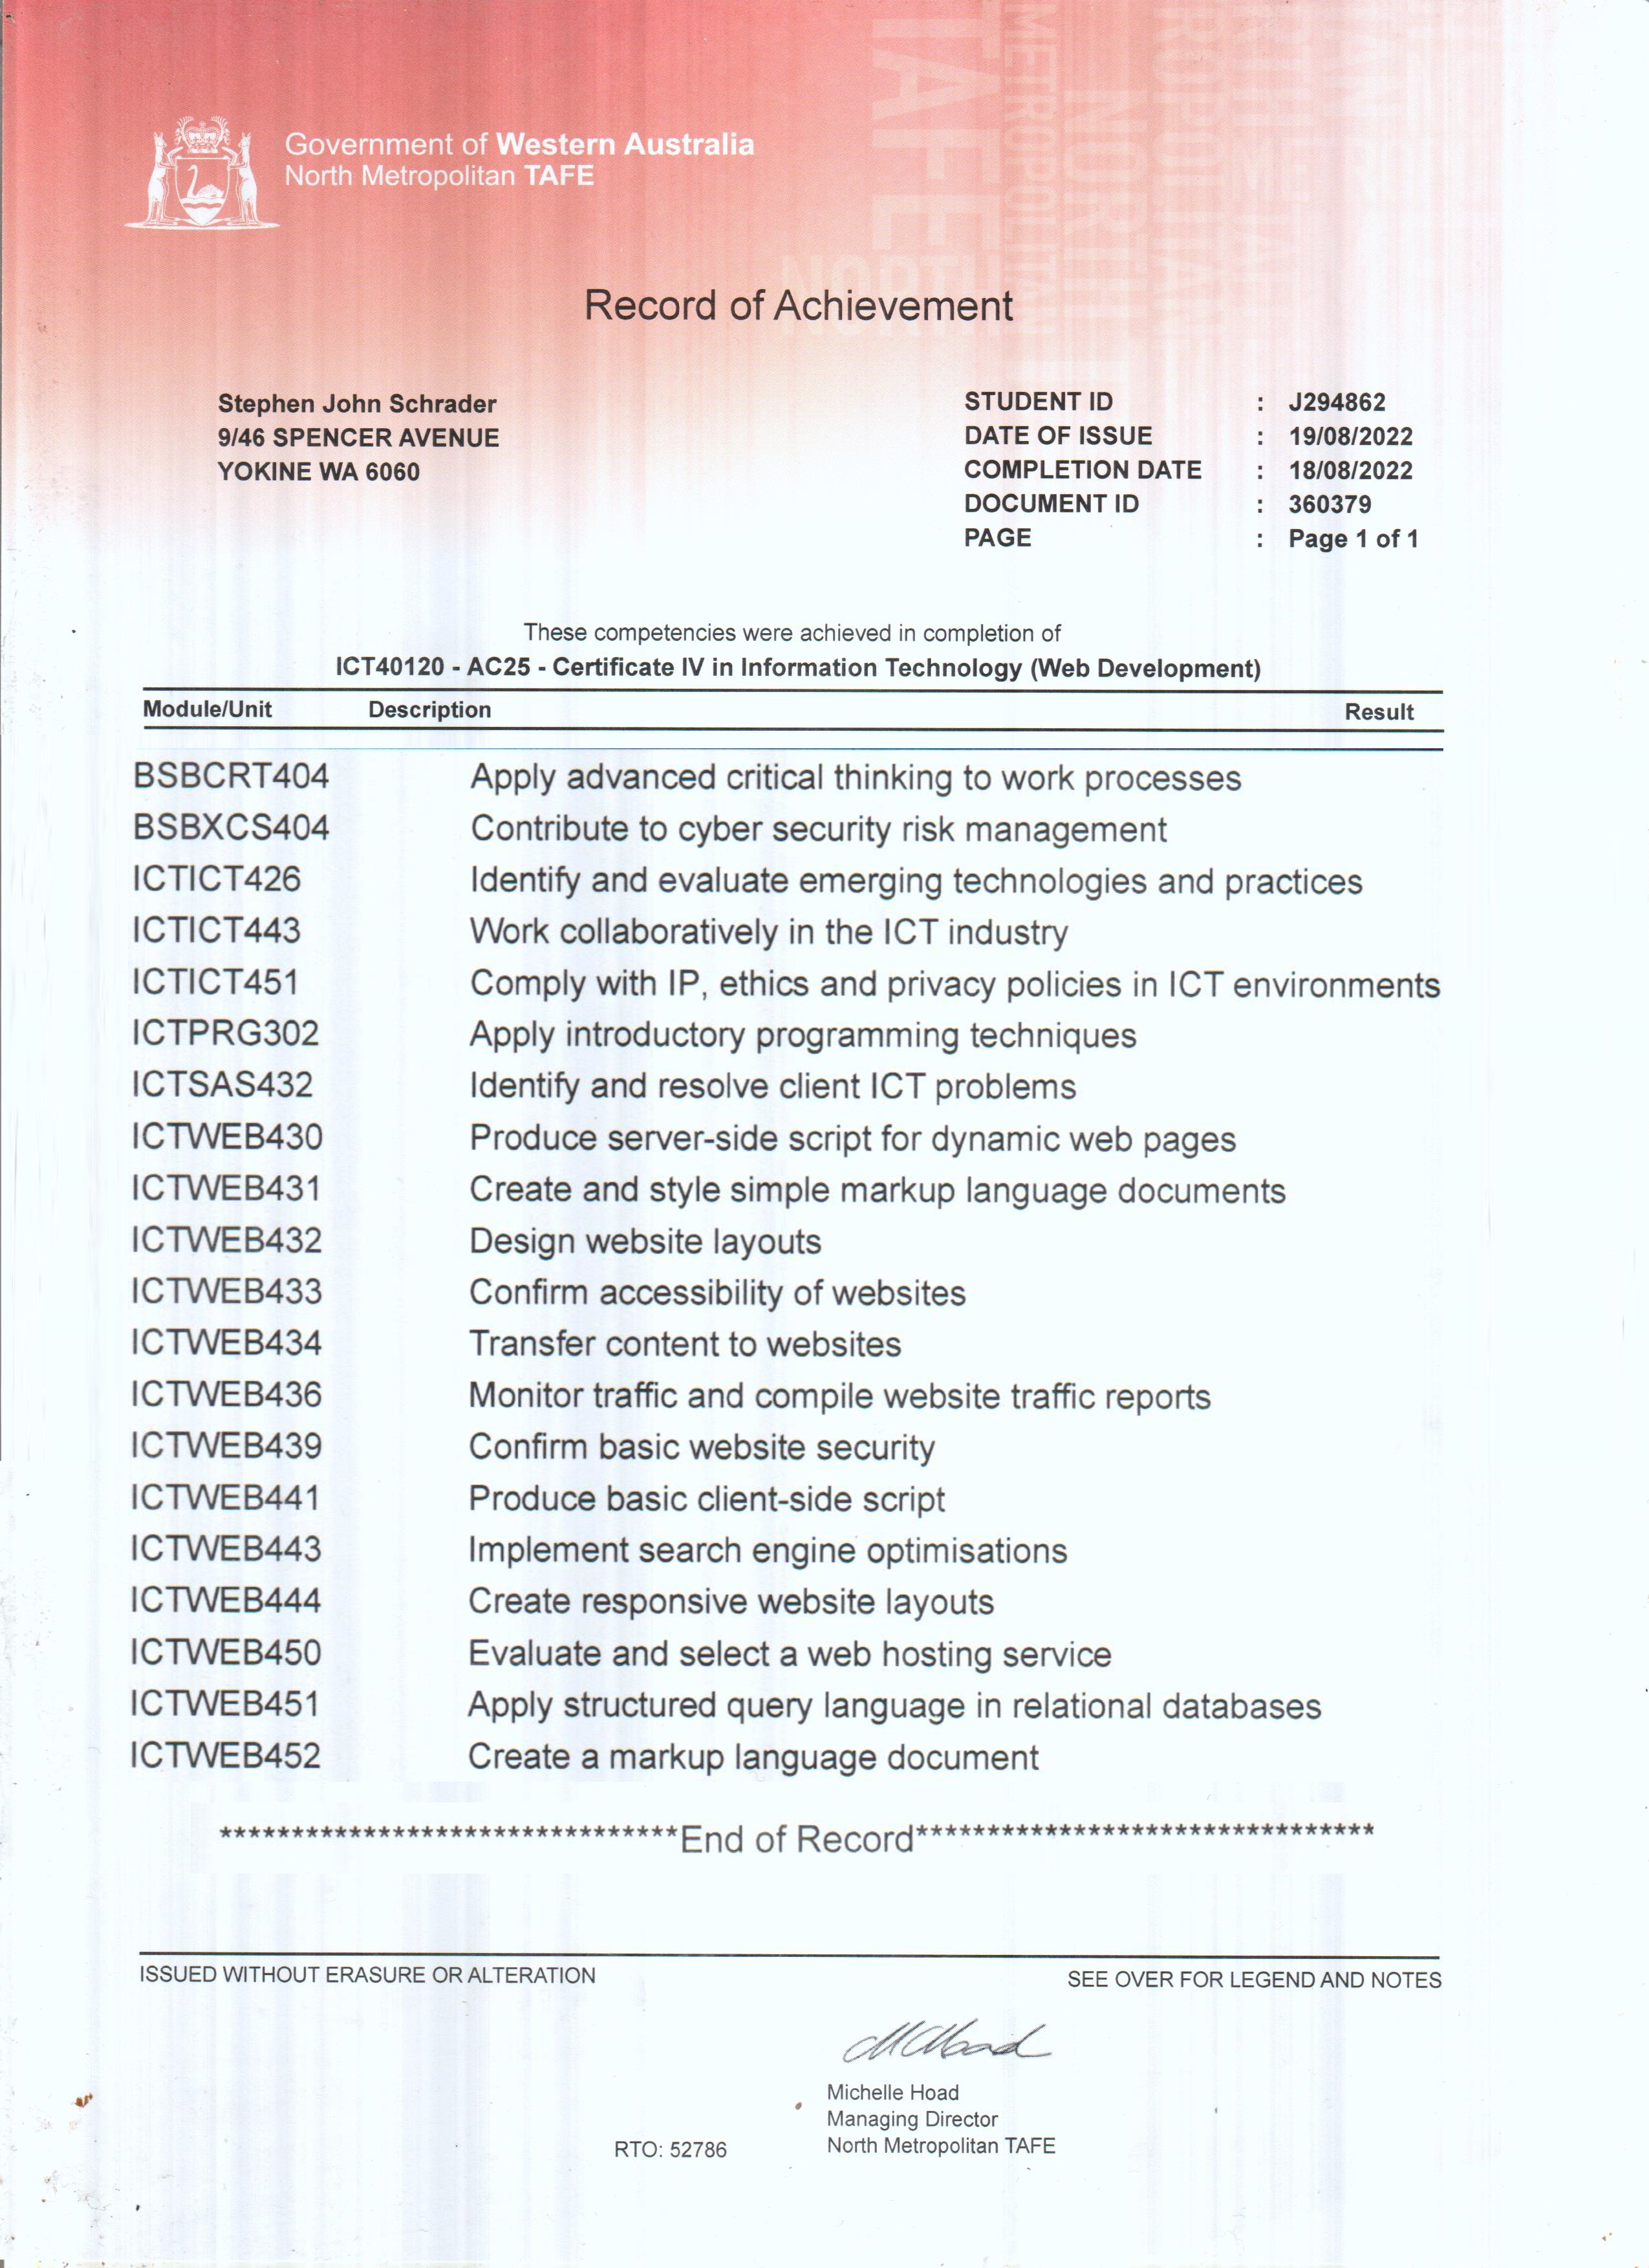 Government of Western Australia
North Metropolitan TAFE
TAFE
METROPOLITAN
NORTH
NORTH
Record of Achievement
Stephen John Schrader
9/46 SPENCER AVENUE
YOKINE WA 6060
STUDENT ID : J294862
DATE OF ISSUE : 19/08/2022
COMPLETION DATE : 18/08/2022
DOCUMENT ID : 360379
PAGE : Page 1 of 1
These competencies were achieved in completion of
ICT40120 - AC25 - Certificate IV in Information Technology (Web Development)
Module/Unit Description Result
BSBCRT404 Apply advanced critical thinking to work processes
BSBXCS404 Contribute to cyber security risk management
ICTICT426 Identify and evaluate emerging technologies and practices
ICTICT443 Work collaboratively in the ICT industry
ICTICT451 Comply with IP, ethics and privacy policies in ICT environments
ICTPRG302 Apply introductory programming techniques
ICTSAS432 Identify and resolve client ICT problems
ICTWEB430 Produce server-side script for dynamic web pages
ICTWEB431 Create and style simple markup language documents
ICTWEB432 Design website layouts
ICTWEB433 Confirm accessibility of websites
ICTWEB434 Transfer content to websites
ICTWEB436 Monitor traffic and compile website traffic reports
ICTWEB439 Confirm basic website security
ICTWEB441 Produce basic client-side script
ICTWEB443 Implement search engine optimisations
ICTWEB444 Create responsive website layouts
ICTWEB450 Evaluate and select a web hosting service
ICTWEB451 Apply structured query language in relational databases
ICTWEB452 Create a markup language document
********************************End of Record********************************
ISSUED WITHOUT ERASURE OR ALTERATION SEE OVER FOR LEGEND AND NOTES
Michelle Hoad
Managing Director
RTO: 52786 North Metropolitan TAFE